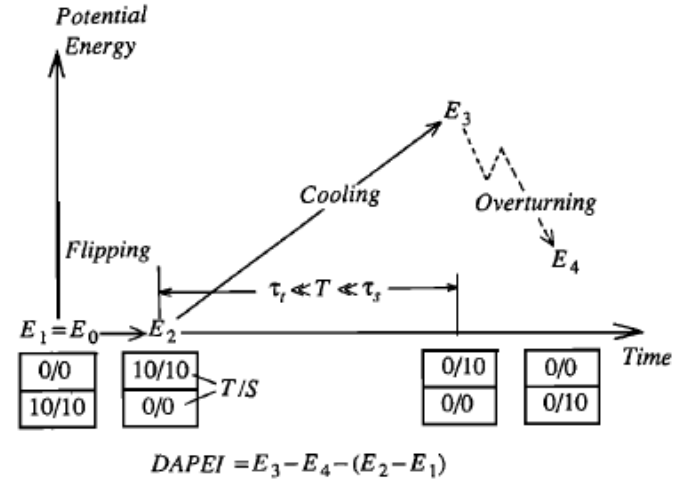 Potential
Energy
E₃
Cooling
Overturning
Flipping
E₄
τₜ ≪ T ≪ τₛ
E₁ = E₀
E₂
Time
0/0
10/10
10/10
0/0
T/S
0/10
0/0
0/0
0/10
DAPEI = E₃ − E₄ − (E₂ − E₁)